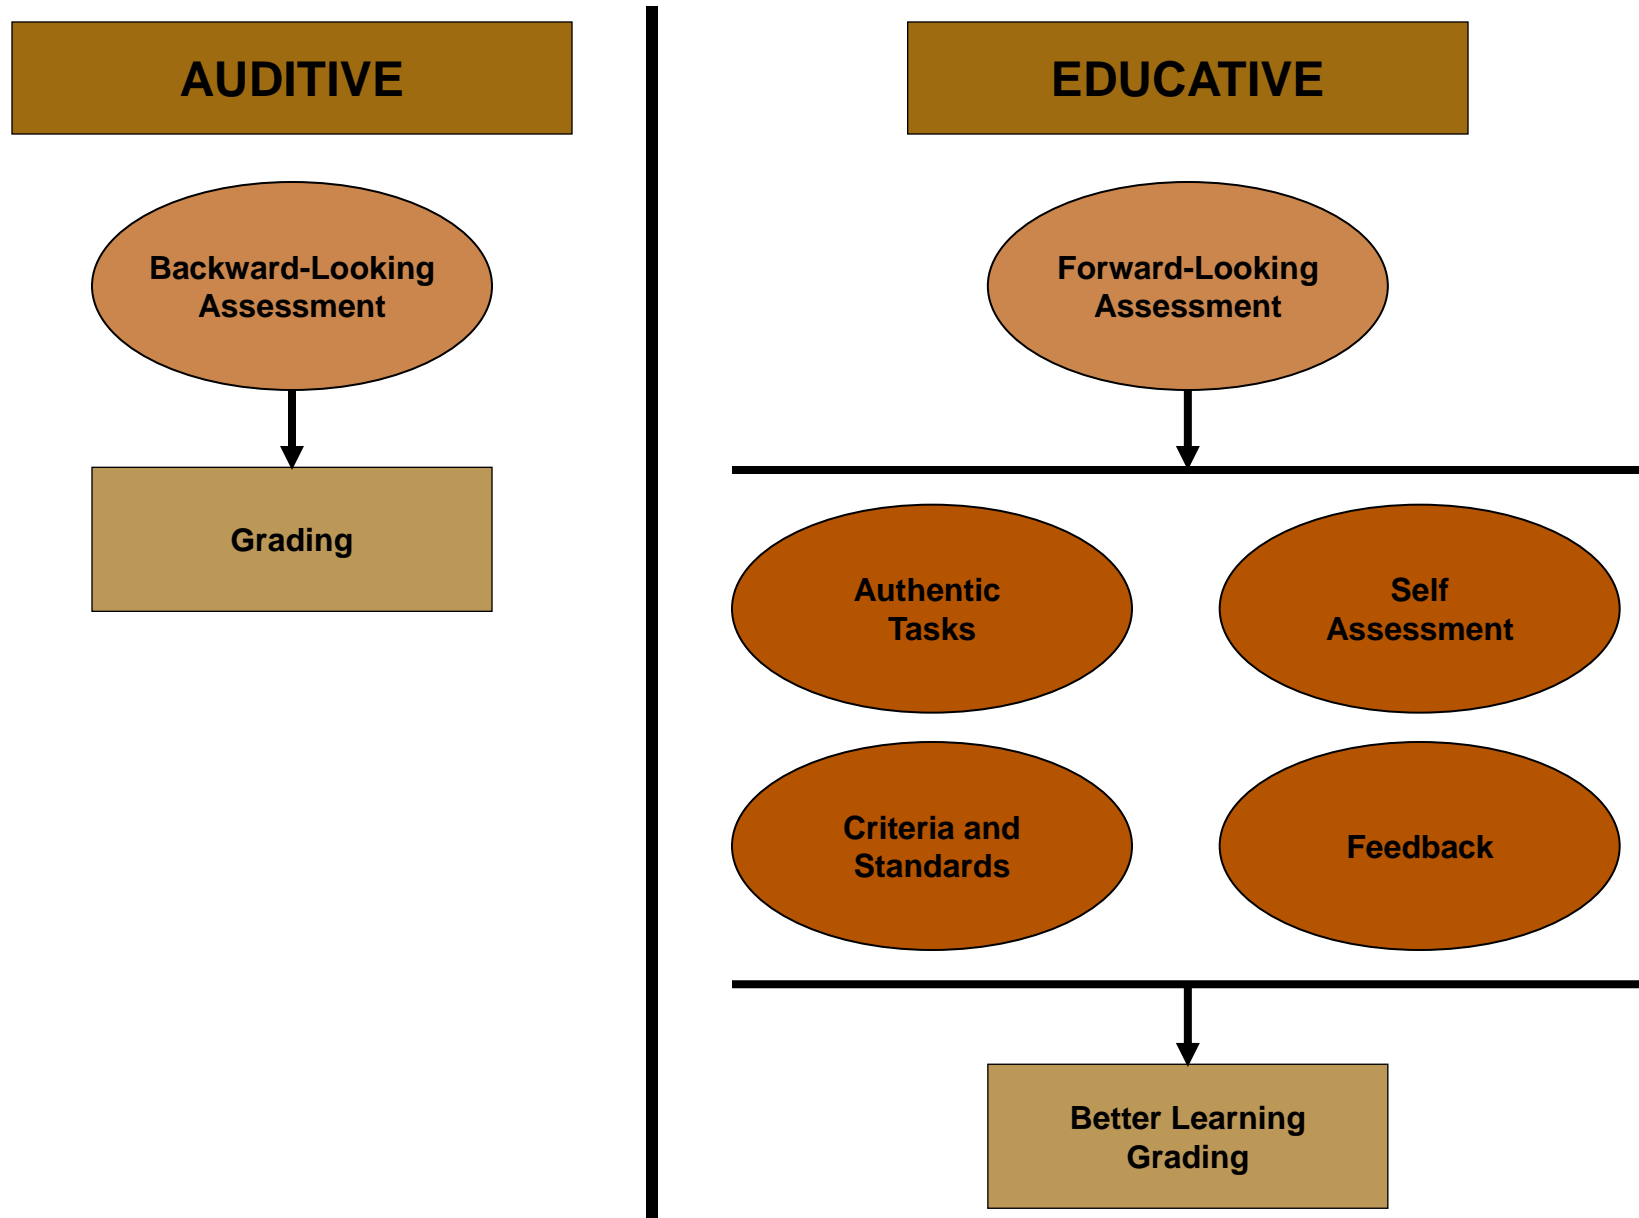 AUDITIVE
Backward-Looking
Assessment
Grading
EDUCATIVE
Forward-Looking
Assessment
Authentic
Tasks
Self
Assessment
Criteria and
Standards
Feedback
Better Learning
Grading